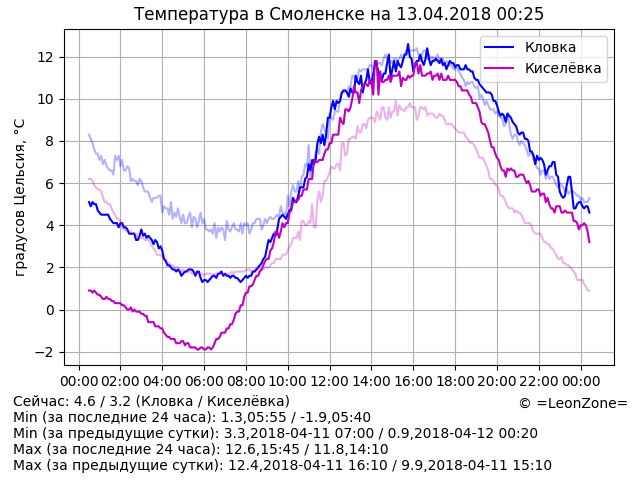 Температура в Смоленске на 13.04.2018 00:25
Кловка
Киселёвка
градусов Цельсия, °C
12
10
8
6
4
2
0
−2
00:00 02:00 04:00 06:00 08:00 10:00 12:00 14:00 16:00 18:00 20:00 22:00 00:00
Сейчас: 4.6 / 3.2 (Кловка / Киселёвка)
© =LeonZone=
Min (за последние 24 часа): 1.3,05:55 / -1.9,05:40
Min (за предыдущие сутки): 3.3,2018-04-11 07:00 / 0.9,2018-04-12 00:20
Max (за последние 24 часа): 12.6,15:45 / 11.8,14:10
Max (за предыдущие сутки): 12.4,2018-04-11 16:10 / 9.9,2018-04-11 15:10